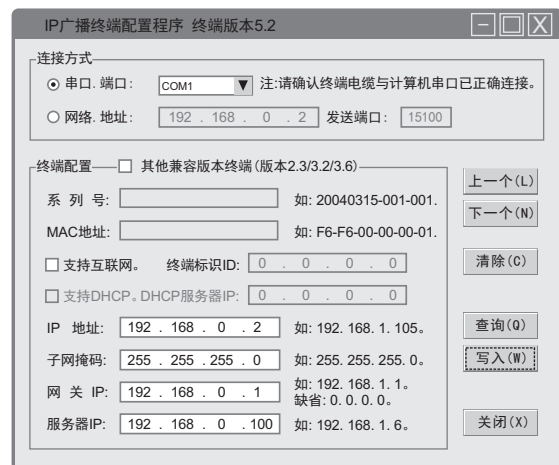 IP广播终端配置程序 终端版本5.2
连接方式
串口. 端口: COM1 注:请确认终端电缆与计算机串口已正确连接。
网络. 地址: 192 . 168 . 0 . 2 发送端口: 15100
终端配置 其他兼容版本终端(版本2.3/3.2/3.6)
上一个(L)
系 列 号: 如: 20040315-001-001.
下一个(N)
MAC地址: 如: F6-F6-00-00-00-01.
支持互联网。 终端标识ID: 0 . 0 . 0 . 0
清除(C)
支持DHCP。DHCP服务器IP: 0 . 0 . 0 . 0
IP 地址: 192 . 168 . 0 . 2 如: 192. 168. 1. 105。
查询(Q)
子网掩码: 255 . 255 . 255 . 0 如: 255. 255. 255. 0。
写入(W)
网 关 IP: 192 . 168 . 0 . 1 如: 192. 168. 1. 1。
缺省: 0. 0. 0. 0。
服务器IP: 192 . 168 . 0 . 100 如: 192. 168. 1. 6。
关闭(X)